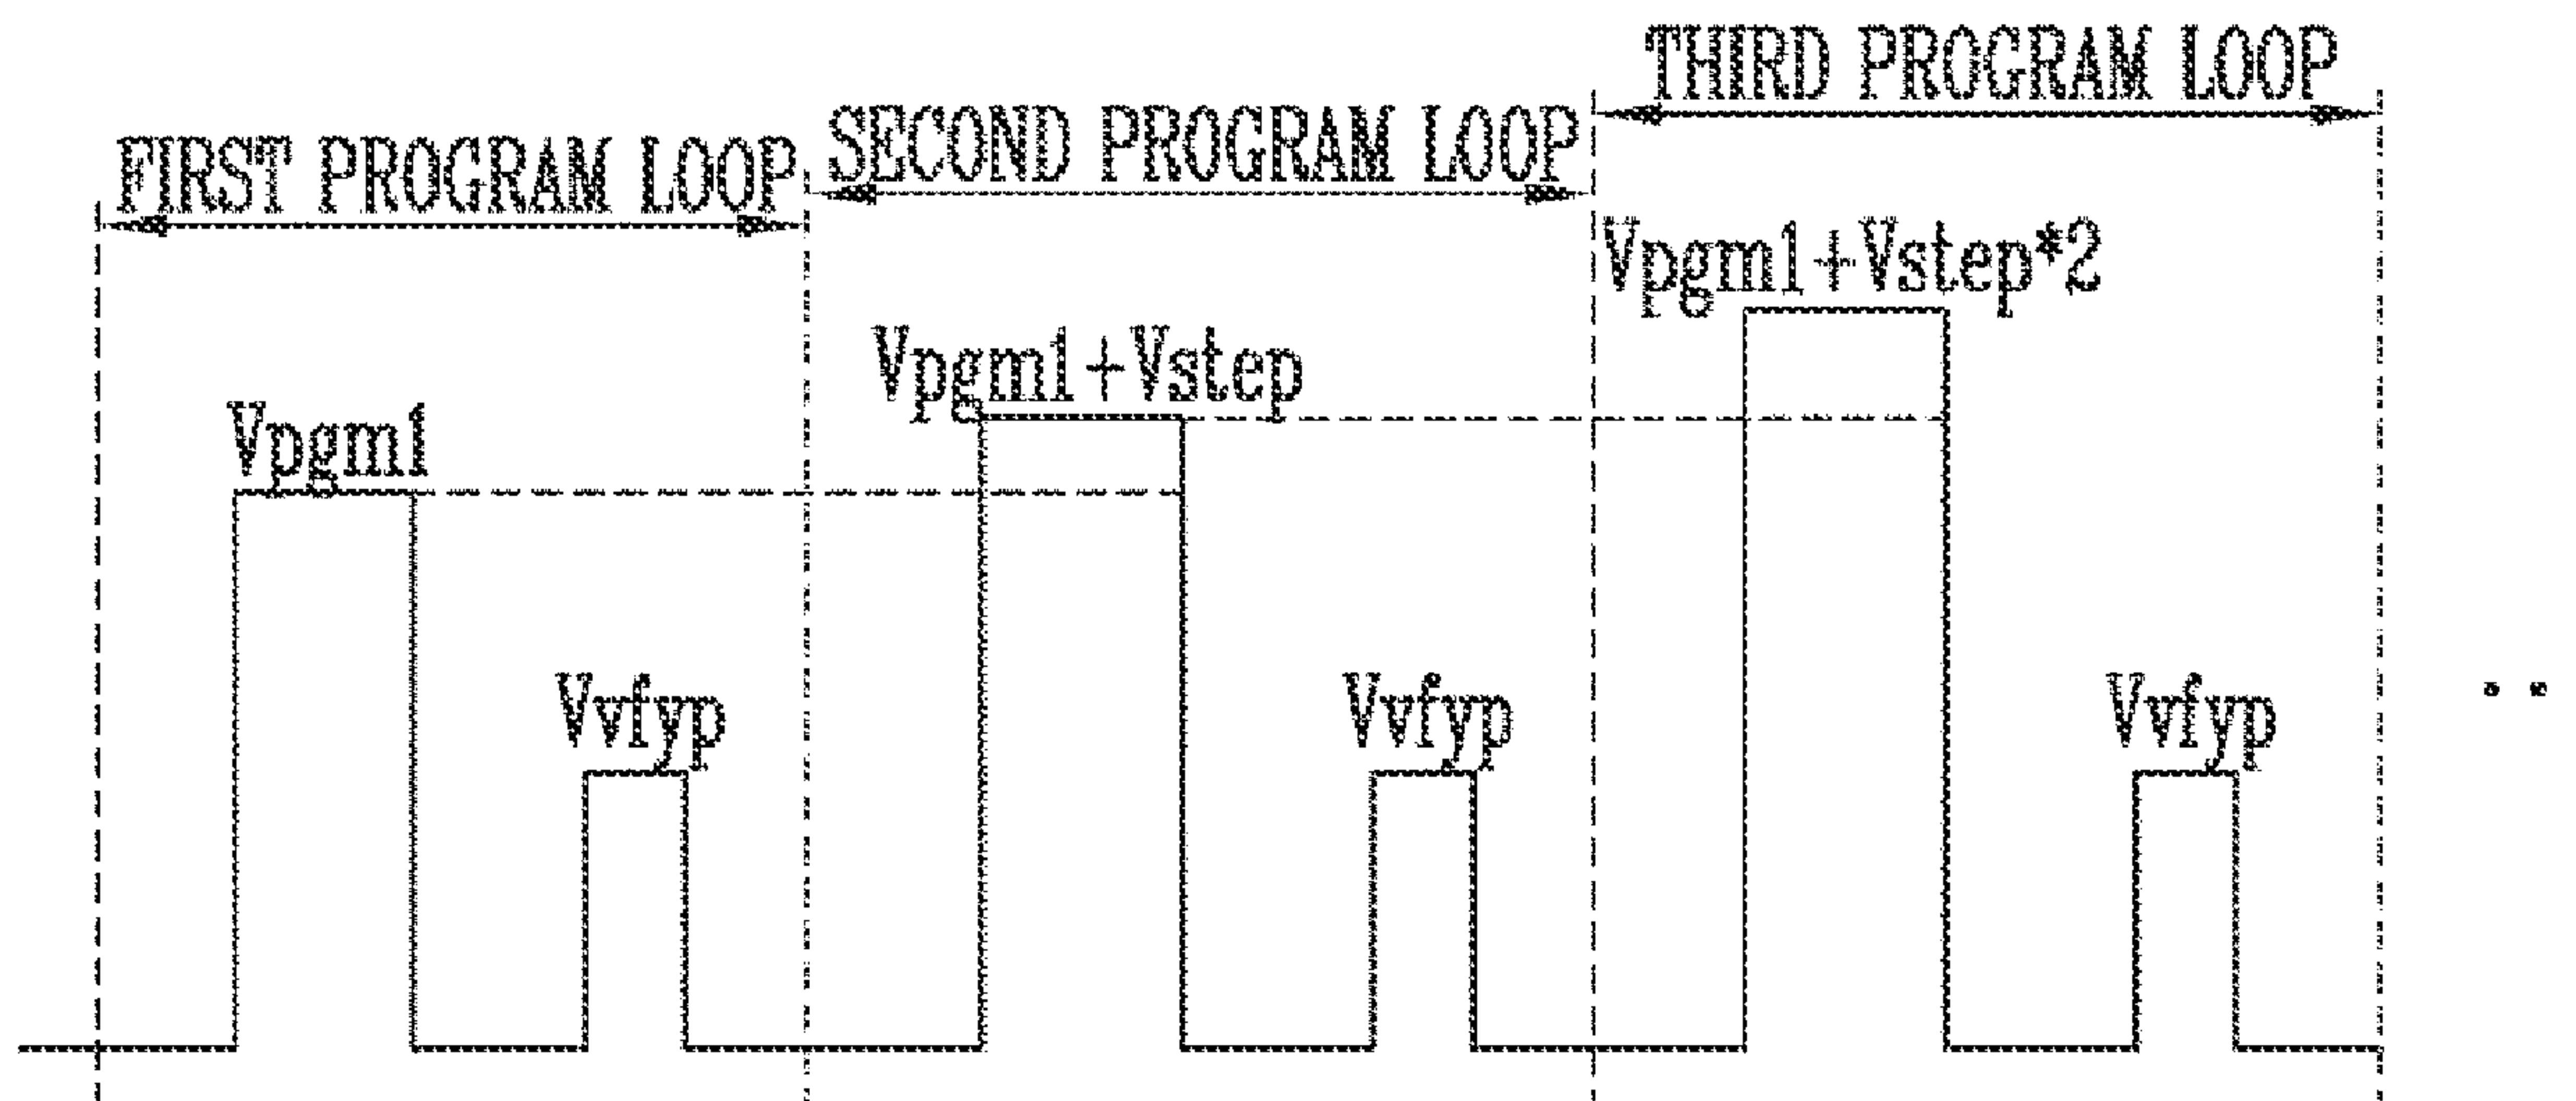 FIRST PROGRAM LOOP
SECOND PROGRAM LOOP
THIRD PROGRAM LOOP
Vpgm1
Vpgm1+Vstep
Vpgm1+Vstep*2
Vvfyp
Vvfyp
Vvfyp